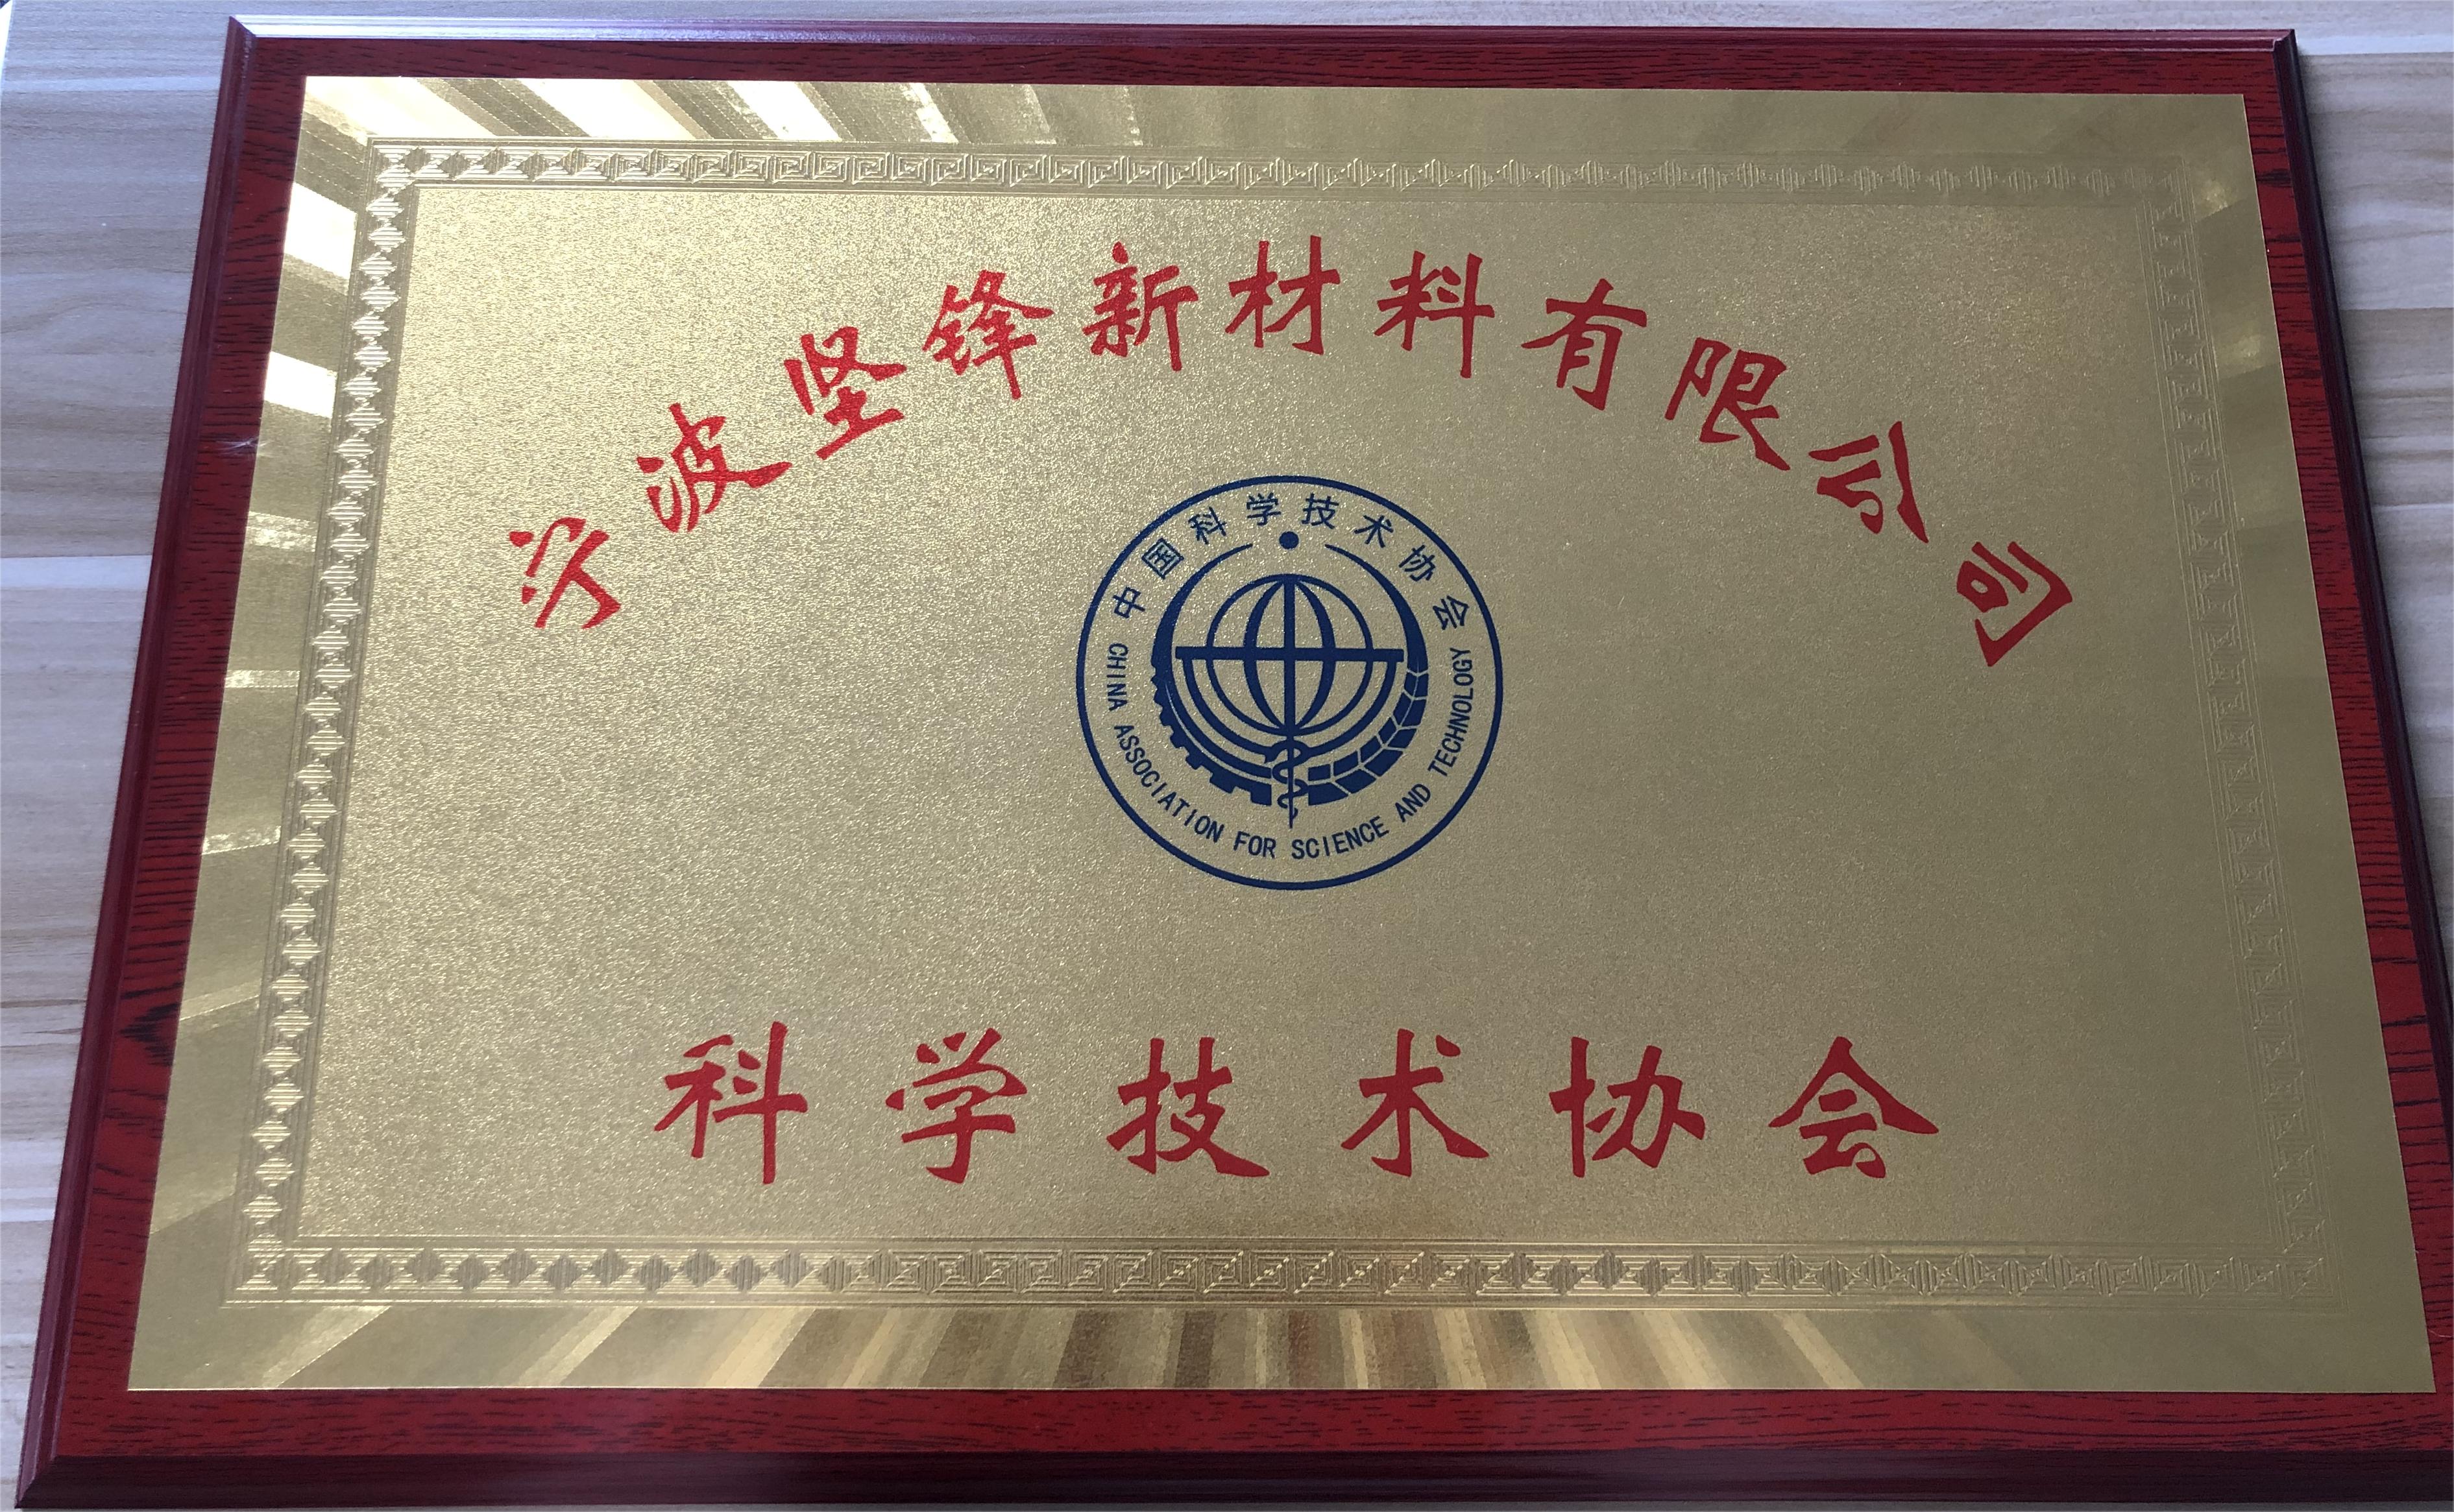 宁波坚锋新材料有限公司
中国科学技术协会
CHINA ASSOCIATION FOR SCIENCE AND TECHNOLOGY
科学技术协会